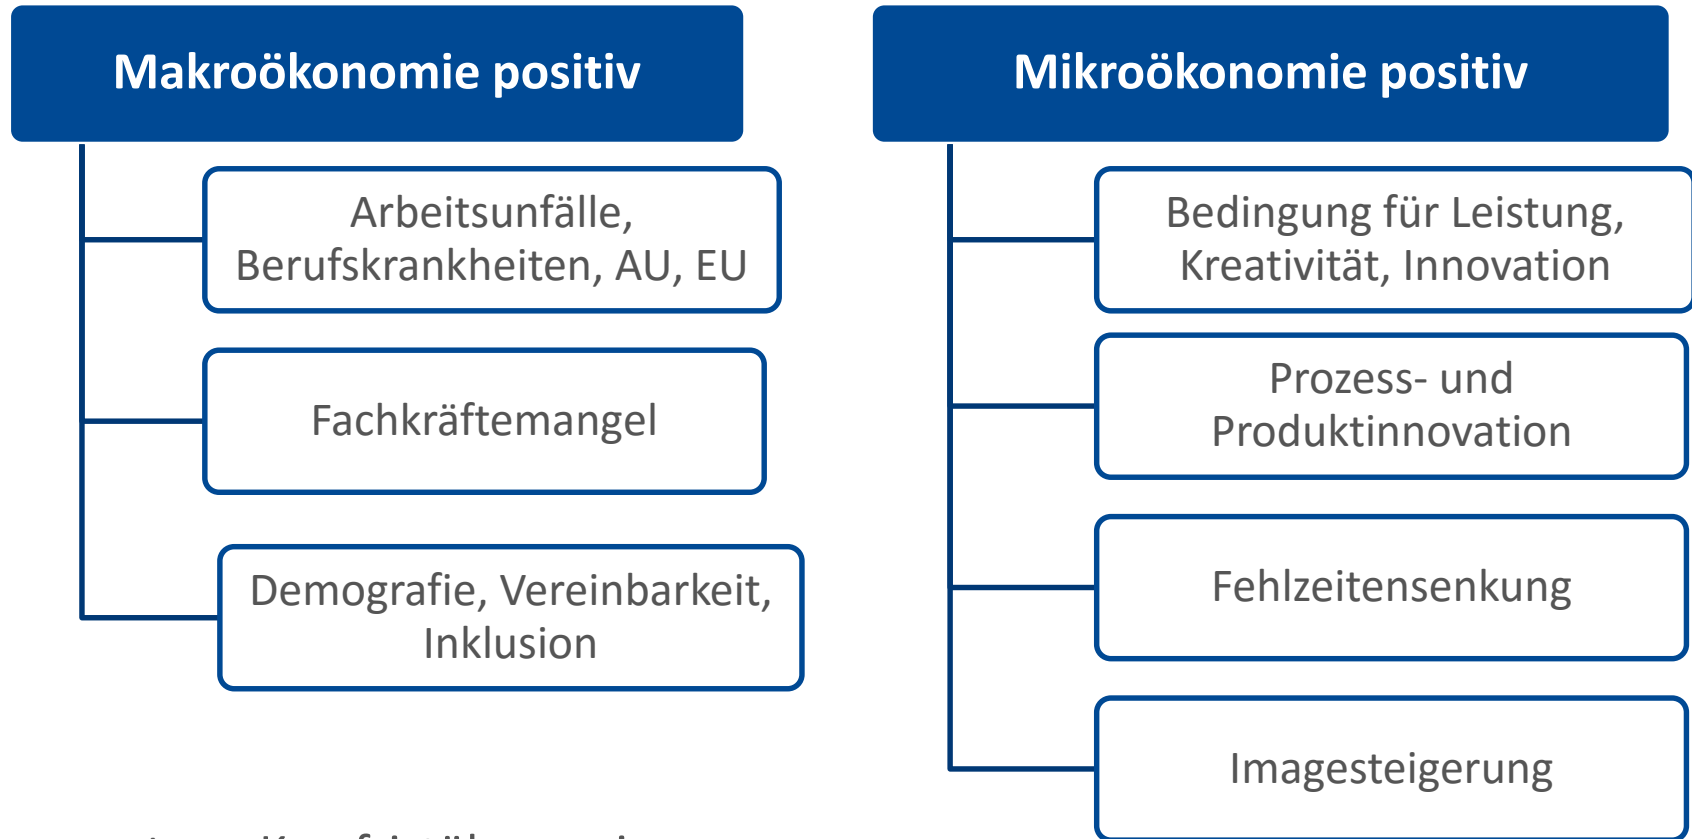 Makroökonomie positiv
Arbeitsunfälle,
Berufskrankheiten, AU, EU
Fachkräftemangel
Demografie, Vereinbarkeit,
Inklusion
Mikroökonomie positiv
Bedingung für Leistung,
Kreativität, Innovation
Prozess- und
Produktinnovation
Fehlzeitensenkung
Imagesteigerung